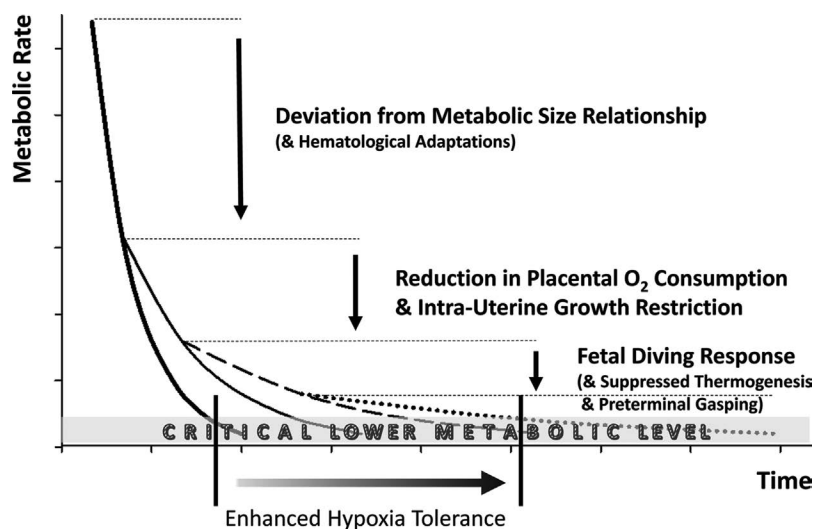 Metabolic Rate
Deviation from Metabolic Size Relationship
(& Hematological Adaptations)
Reduction in Placental O₂ Consumption
& Intra-Uterine Growth Restriction
Fetal Diving Response
(& Suppressed Thermogenesis
& Preterminal Gasping)
CRITICAL LOWER METABOLIC LEVEL
Time
Enhanced Hypoxia Tolerance